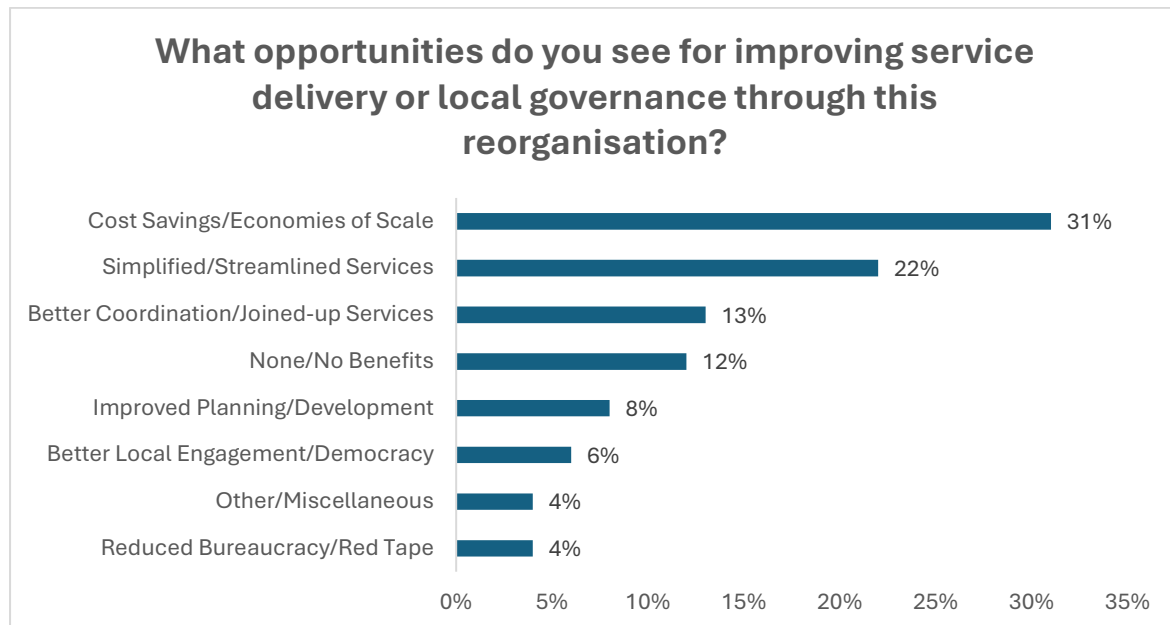 What opportunities do you see for improving service
delivery or local governance through this
reorganisation?
Cost Savings/Economies of Scale 31%
Simplified/Streamlined Services 22%
Better Coordination/Joined-up Services 13%
None/No Benefits 12%
Improved Planning/Development 8%
Better Local Engagement/Democracy 6%
Other/Miscellaneous 4%
Reduced Bureaucracy/Red Tape 4%
0% 5% 10% 15% 20% 25% 30% 35%